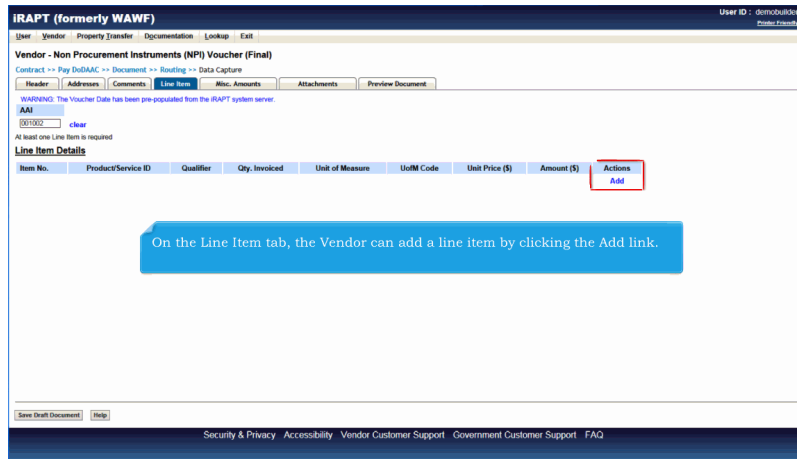 iRAPT (formerly WAWF)
User ID : demobuilder
Printer Friendly
User Vendor Property Transfer Documentation Lookup Exit
Vendor - Non Procurement Instruments (NPI) Voucher (Final)
Contract >> Pay DoDAAC >> Document >> Routing >> Data Capture
Header Addresses Comments Line Item Misc. Amounts Attachments Preview Document
WARNING: The Voucher Date has been pre-populated from the iRAPT system server.
AAI
001002 clear
At least one Line Item is required
Line Item Details
Item No. Product/Service ID Qualifier Qty. Invoiced Unit of Measure UofM Code Unit Price ($) Amount ($) Actions
Add
On the Line Item tab, the Vendor can add a line item by clicking the Add link.
Save Draft Document Help
Security & Privacy Accessibility Vendor Customer Support Government Customer Support FAQ